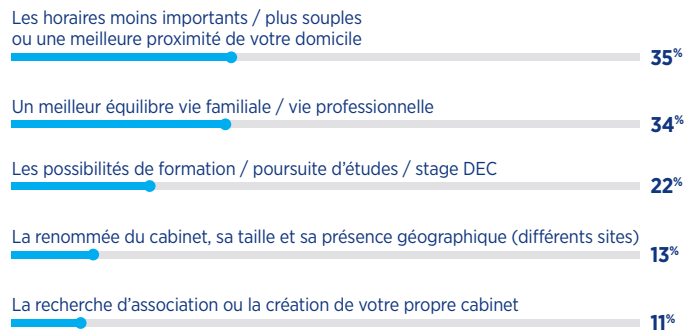 Les horaires moins importants / plus souples
ou une meilleure proximité de votre domicile
35%
Un meilleur équilibre vie familiale / vie professionnelle
34%
Les possibilités de formation / poursuite d’études / stage DEC
22%
La renommée du cabinet, sa taille et sa présence géographique (différents sites)
13%
La recherche d’association ou la création de votre propre cabinet
11%